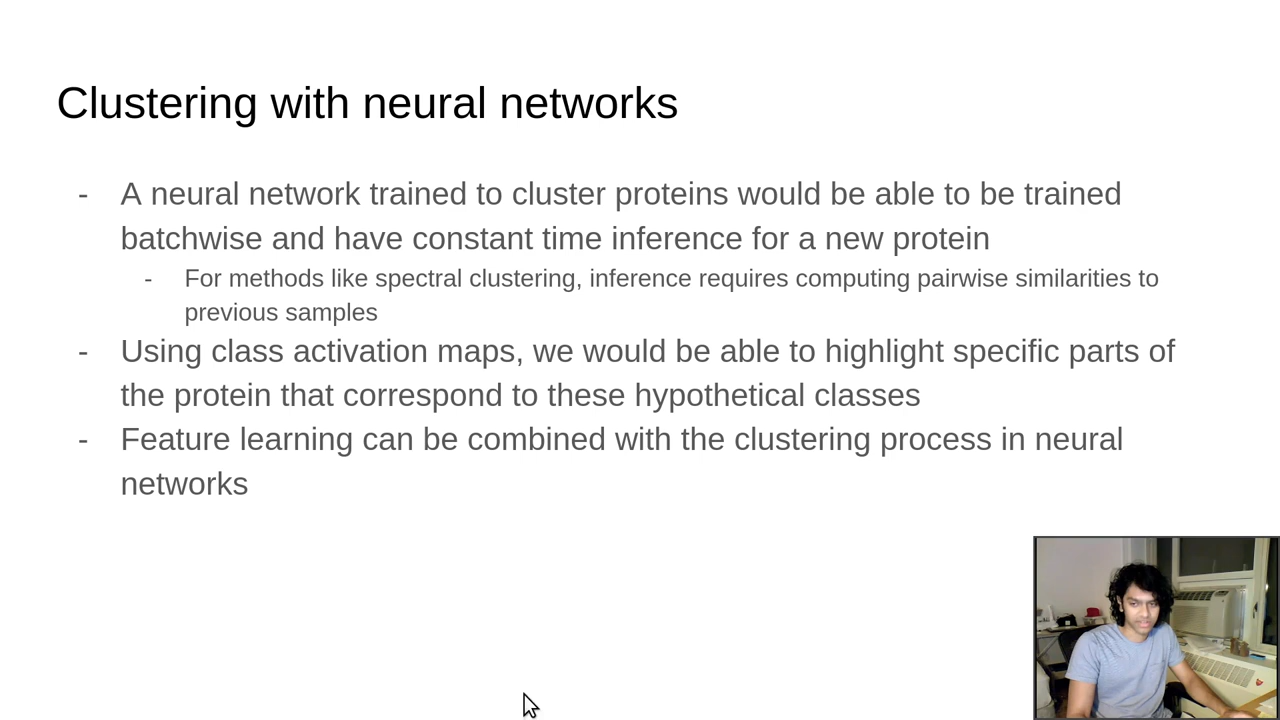 Clustering with neural networks
- A neural network trained to cluster proteins would be able to be trained
batchwise and have constant time inference for a new protein
- For methods like spectral clustering, inference requires computing pairwise similarities to
previous samples
- Using class activation maps, we would be able to highlight specific parts of
the protein that correspond to these hypothetical classes
- Feature learning can be combined with the clustering process in neural
networks